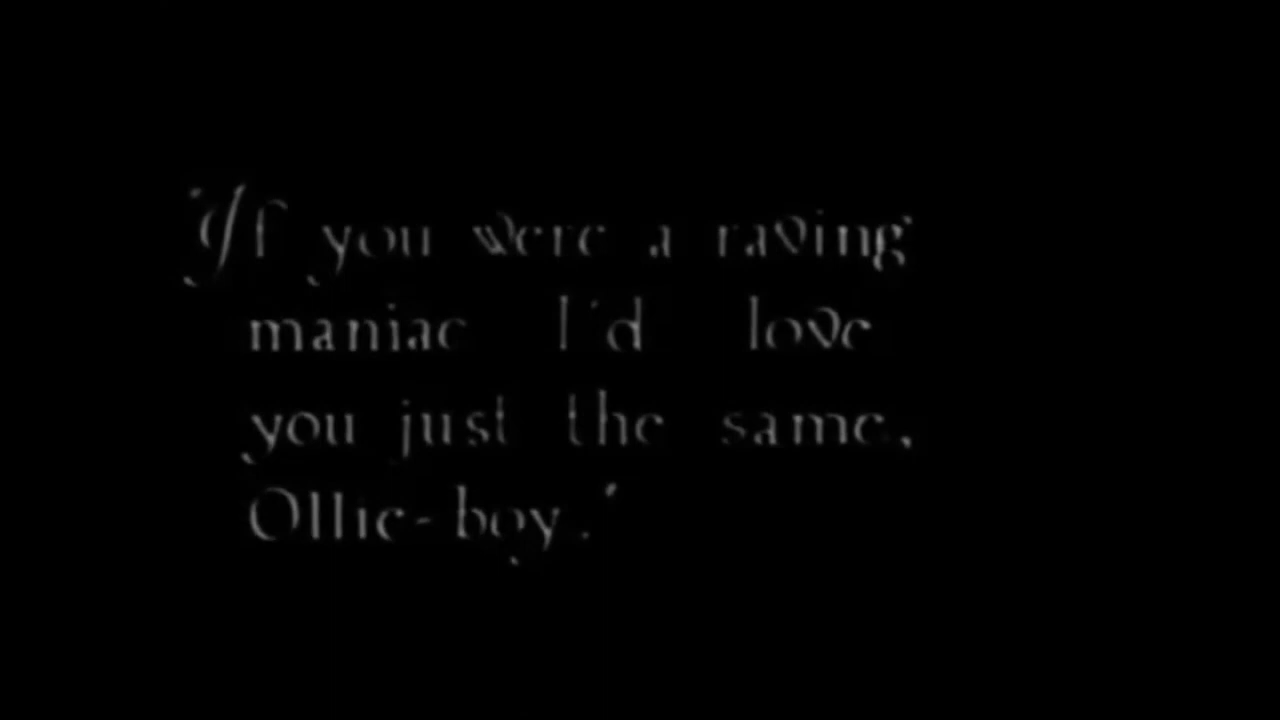 "If you were a raving
maniac I'd love
you just the same,
Ollie-boy."